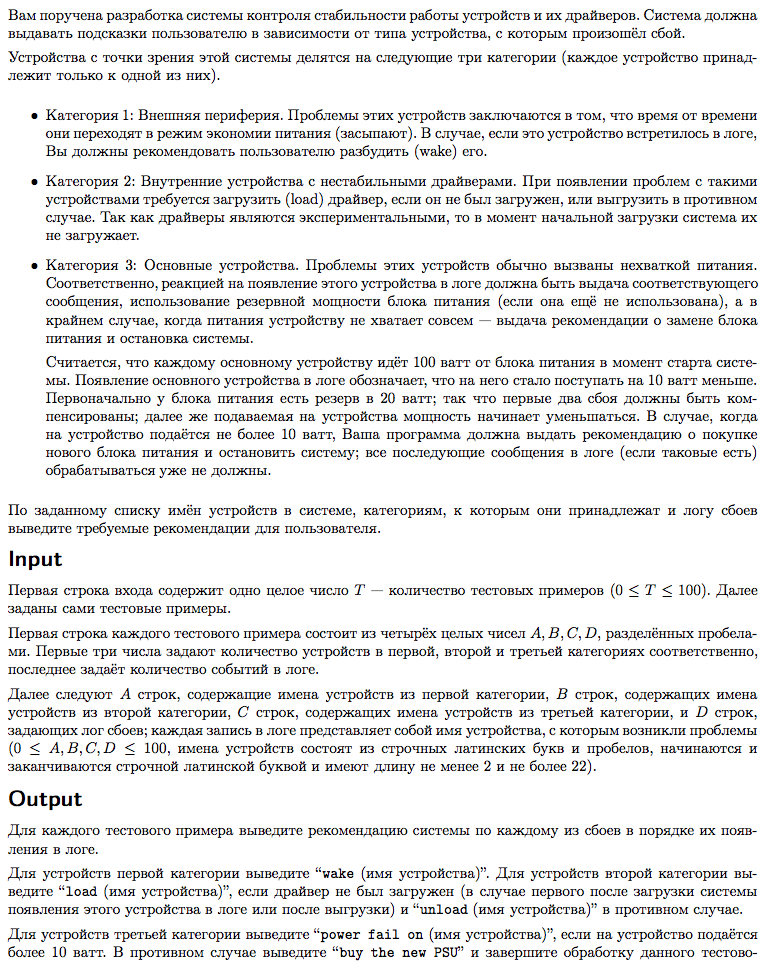 Вам поручена разработка системы контроля стабильности работы устройств и их драйверов. Система должна
выдавать подсказки пользователю в зависимости от типа устройства, с которым произошёл сбой.
Устройства с точки зрения этой системы делятся на следующие три категории (каждое устройство принад-
лежит только к одной из них).
• Категория 1: Внешняя периферия. Проблемы этих устройств заключаются в том, что время от времени
они переходят в режим экономии питания (засыпают). В случае, если это устройство встретилось в логе,
Вы должны рекомендовать пользователю разбудить (wake) его.
• Категория 2: Внутренние устройства с нестабильными драйверами. При появлении проблем с такими
устройствами требуется загрузить (load) драйвер, если он не был загружен, или выгрузить в противном
случае. Так как драйверы являются экспериментальными, то в момент начальной загрузки система их
не загружает.
• Категория 3: Основные устройства. Проблемы этих устройств обычно вызваны нехваткой питания.
Соответственно, реакцией на появление этого устройства в логе должна быть выдача соответствующего
сообщения, использование резервной мощности блока питания (если она ещё не использована), а в
крайнем случае, когда питания устройству не хватает совсем — выдача рекомендации о замене блока
питания и остановка системы.
Считается, что каждому основному устройству идёт 100 ватт от блока питания в момент старта систе-
мы. Появление основного устройства в логе обозначает, что на него стало поступать на 10 ватт меньше.
Первоначально у блока питания есть резерв в 20 ватт; так что первые два сбоя должны быть ком-
пенсированы; далее же подаваемая на устройства мощность начинает уменьшаться. В случае, когда
на устройство подаётся не более 10 ватт, Ваша программа должна выдать рекомендацию о покупке
нового блока питания и остановить систему; все последующие сообщения в логе (если таковые есть)
обрабатываться уже не должны.
По заданному списку имён устройств в системе, категориям, к которым они принадлежат и логу сбоев
выведите требуемые рекомендации для пользователя.
Input
Первая строка входа содержит одно целое число T — количество тестовых примеров (0 ≤ T ≤ 100). Далее
заданы сами тестовые примеры.
Первая строка каждого тестового примера состоит из четырёх целых чисел A, B, C, D, разделённых пробела-
ми. Первые три числа задают количество устройств в первой, второй и третьей категориях соответственно,
последнее задаёт количество событий в логе.
Далее следуют A строк, содержащие имена устройств из первой категории, B строк, содержащих имена
устройств из второй категории, C строк, содержащих имена устройств из третьей категории, и D строк,
задающих лог сбоев; каждая запись в логе представляет собой имя устройства, с которым возникли проблемы
(0 ≤ A, B, C, D ≤ 100, имена устройств состоят из строчных латинских букв и пробелов, начинаются и
заканчиваются строчной латинской буквой и имеют длину не менее 2 и не более 22).
Output
Для каждого тестового примера выведите рекомендацию системы по каждому из сбоев в порядке их появ-
ления в логе.
Для устройств первой категории выведите “wake (имя устройства)”. Для устройств второй категории вы-
ведите “load (имя устройства)”, если драйвер не был загружен (в случае первого после загрузки системы
появления этого устройства в логе или после выгрузки) и “unload (имя устройства)” в противном случае.
Для устройств третьей категории выведите “power fail on (имя устройства)”, если на устройство подаётся
более 10 ватт. В противном случае выведите “buy the new PSU” и завершите обработку данного тестово-